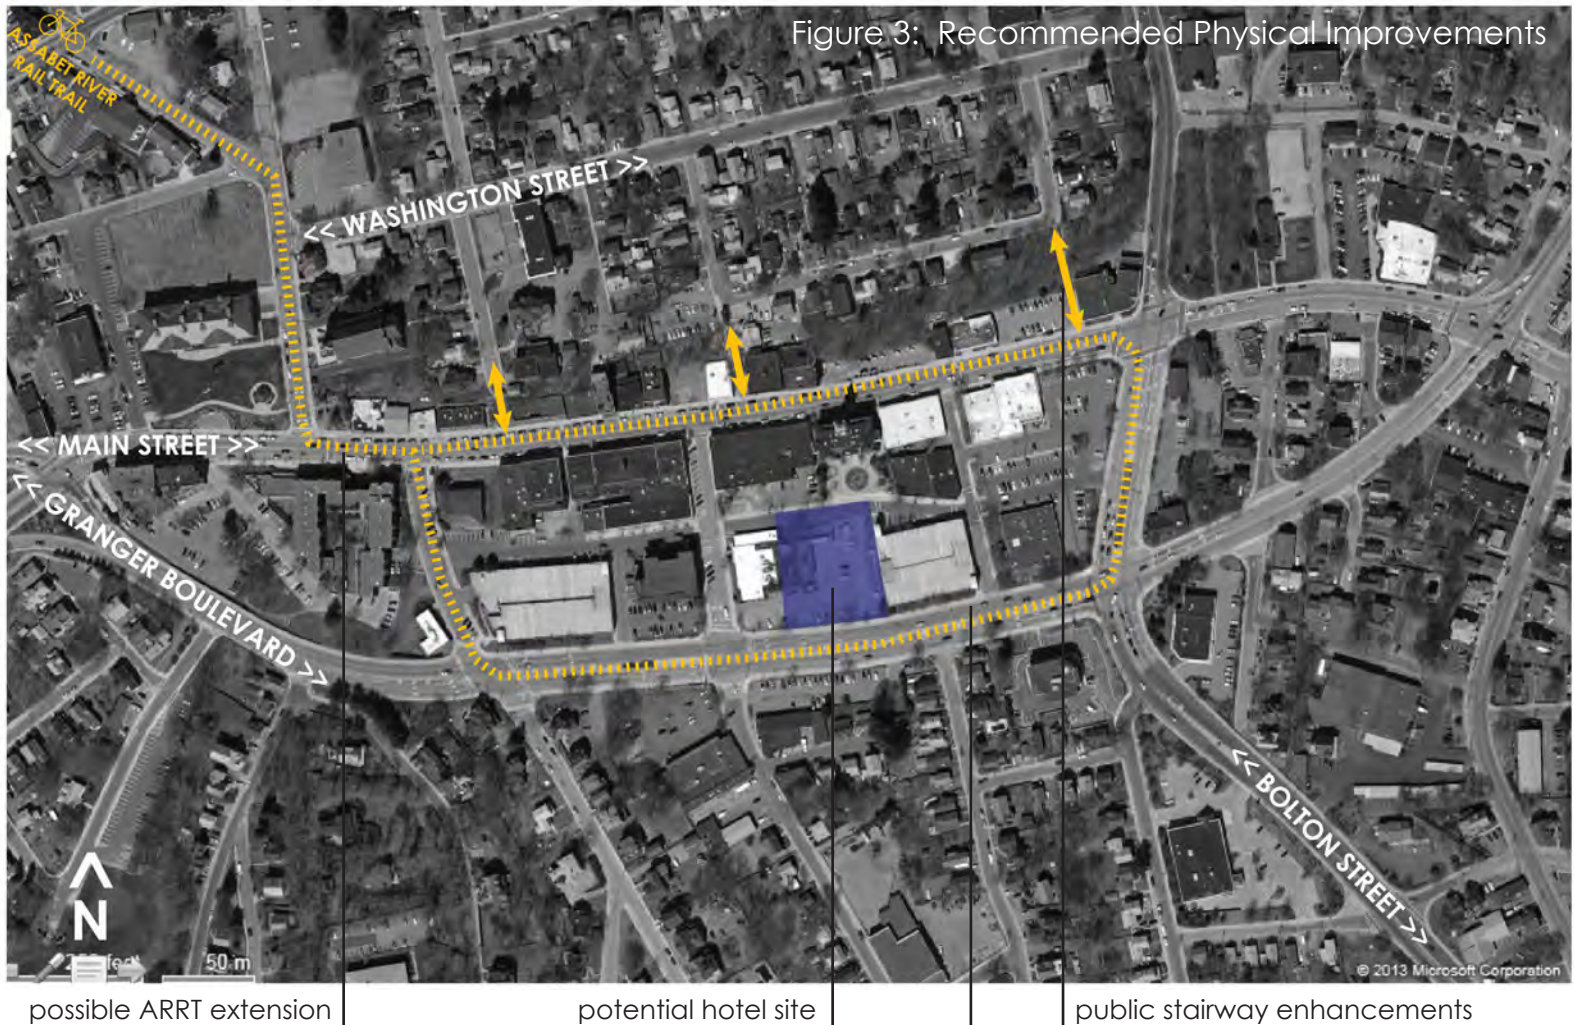 Figure 3: Recommended Physical Improvements
ASSABET RIVER
RAIL TRAIL
<< WASHINGTON STREET >>
<< MAIN STREET >>
<< GRANGER BOULEVARD >>
<< BOLTON STREET >>
N
50 m
© 2013 Microsoft Corporation
possible ARRT extension
potential hotel site
public stairway enhancements